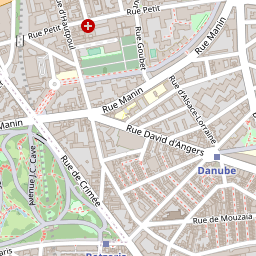 Rue Petit
Rue Petit
Rue d'Hautpoul
Rue Goubet
Rue Manin
Rue Manin
Rue d'Alsace-Lorraine
Manin
Rue David d'Angers
Avenue / C. Cave
Rue de Crimée
Danube
Rue de Mouzaïa